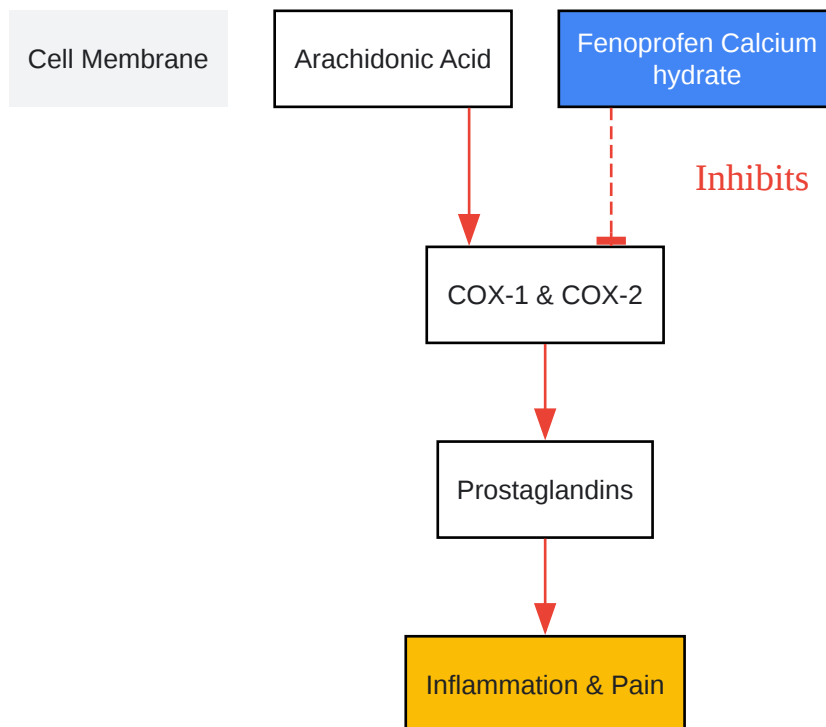 Cell Membrane
Arachidonic Acid
Fenoprofen Calcium
hydrate
Inhibits
COX-1 & COX-2
Prostaglandins
Inflammation & Pain